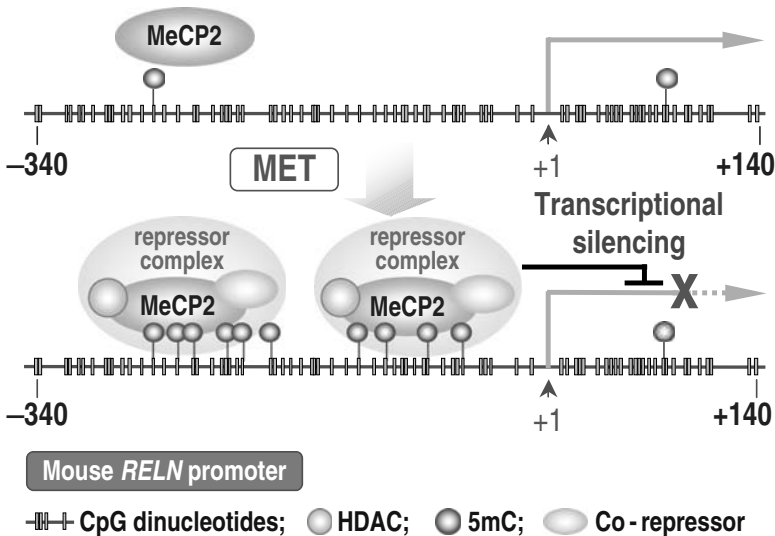 MeCP2
–340
+1
+140
MET
Transcriptional
silencing
repressor
complex
MeCP2
repressor
complex
MeCP2
X
–340
+1
+140
Mouse RELN promoter
CpG dinucleotides; HDAC; 5mC; Co-repressor